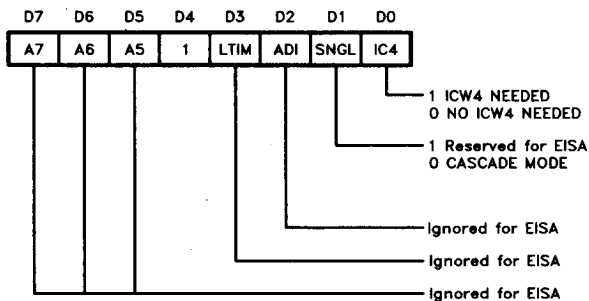 D7 D6 D5 D4 D3 D2 D1 D0
A7 A6 A5 1 LTIM ADI SNGL IC4
1 ICW4 NEEDED
0 NO ICW4 NEEDED
1 Reserved for EISA
0 CASCADE MODE
Ignored for EISA
Ignored for EISA
Ignored for EISA